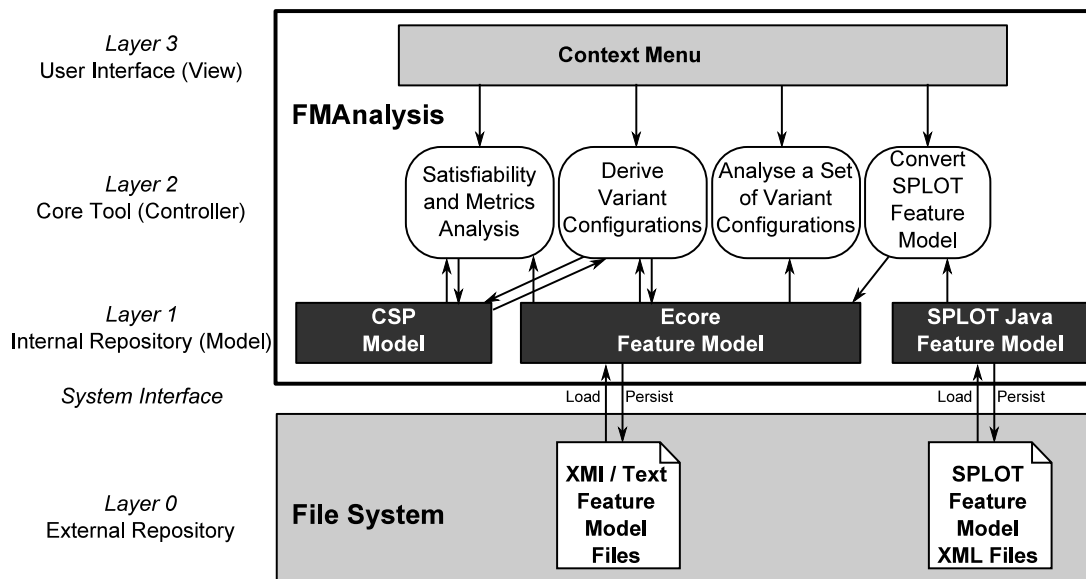 Layer 3
User Interface (View)
Context Menu
FMAnalysis
Layer 2
Core Tool (Controller)
Satisfiability
and Metrics
Analysis
Derive
Variant
Configurations
Analyse a Set
of Variant
Configurations
Convert
SPLOT
Feature
Model
Layer 1
Internal Repository (Model)
CSP
Model
Ecore
Feature Model
SPLOT Java
Feature Model
System Interface
Load
Persist
Load
Persist
Layer 0
External Repository
File System
XMI / Text
Feature
Model
Files
SPLOT
Feature
Model
XML Files